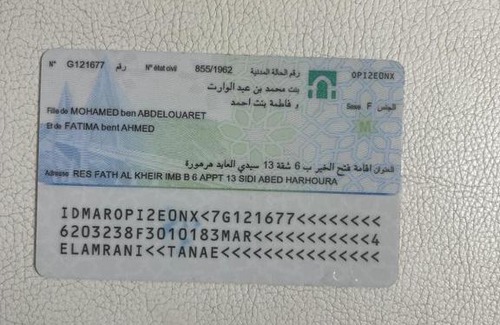 N° G121677 رقم N° état civil 855/1962 رقم الحالة المدنية OPI2EONX
بنت محمد بن عبد الوارت
و فاطمة بنت احمد
Fille de MOHAMED ben ABDELOUARET Sexe F الجنس
Et de FATIMA bent AHMED M
العنوان اقامة فتح الخير ب 6 شقة 13 سيدي العابد هرهورة
Adresse RES FATH AL KHEIR IMB B 6 APPT 13 SIDI ABED HARHOURA
IDMAROPI2EONX<7G121677<<<<<<<<
6203238F3010183MAR<<<<<<<<<<<4
ELAMRANI<<TANAE<<<<<<<<<<<<<<<